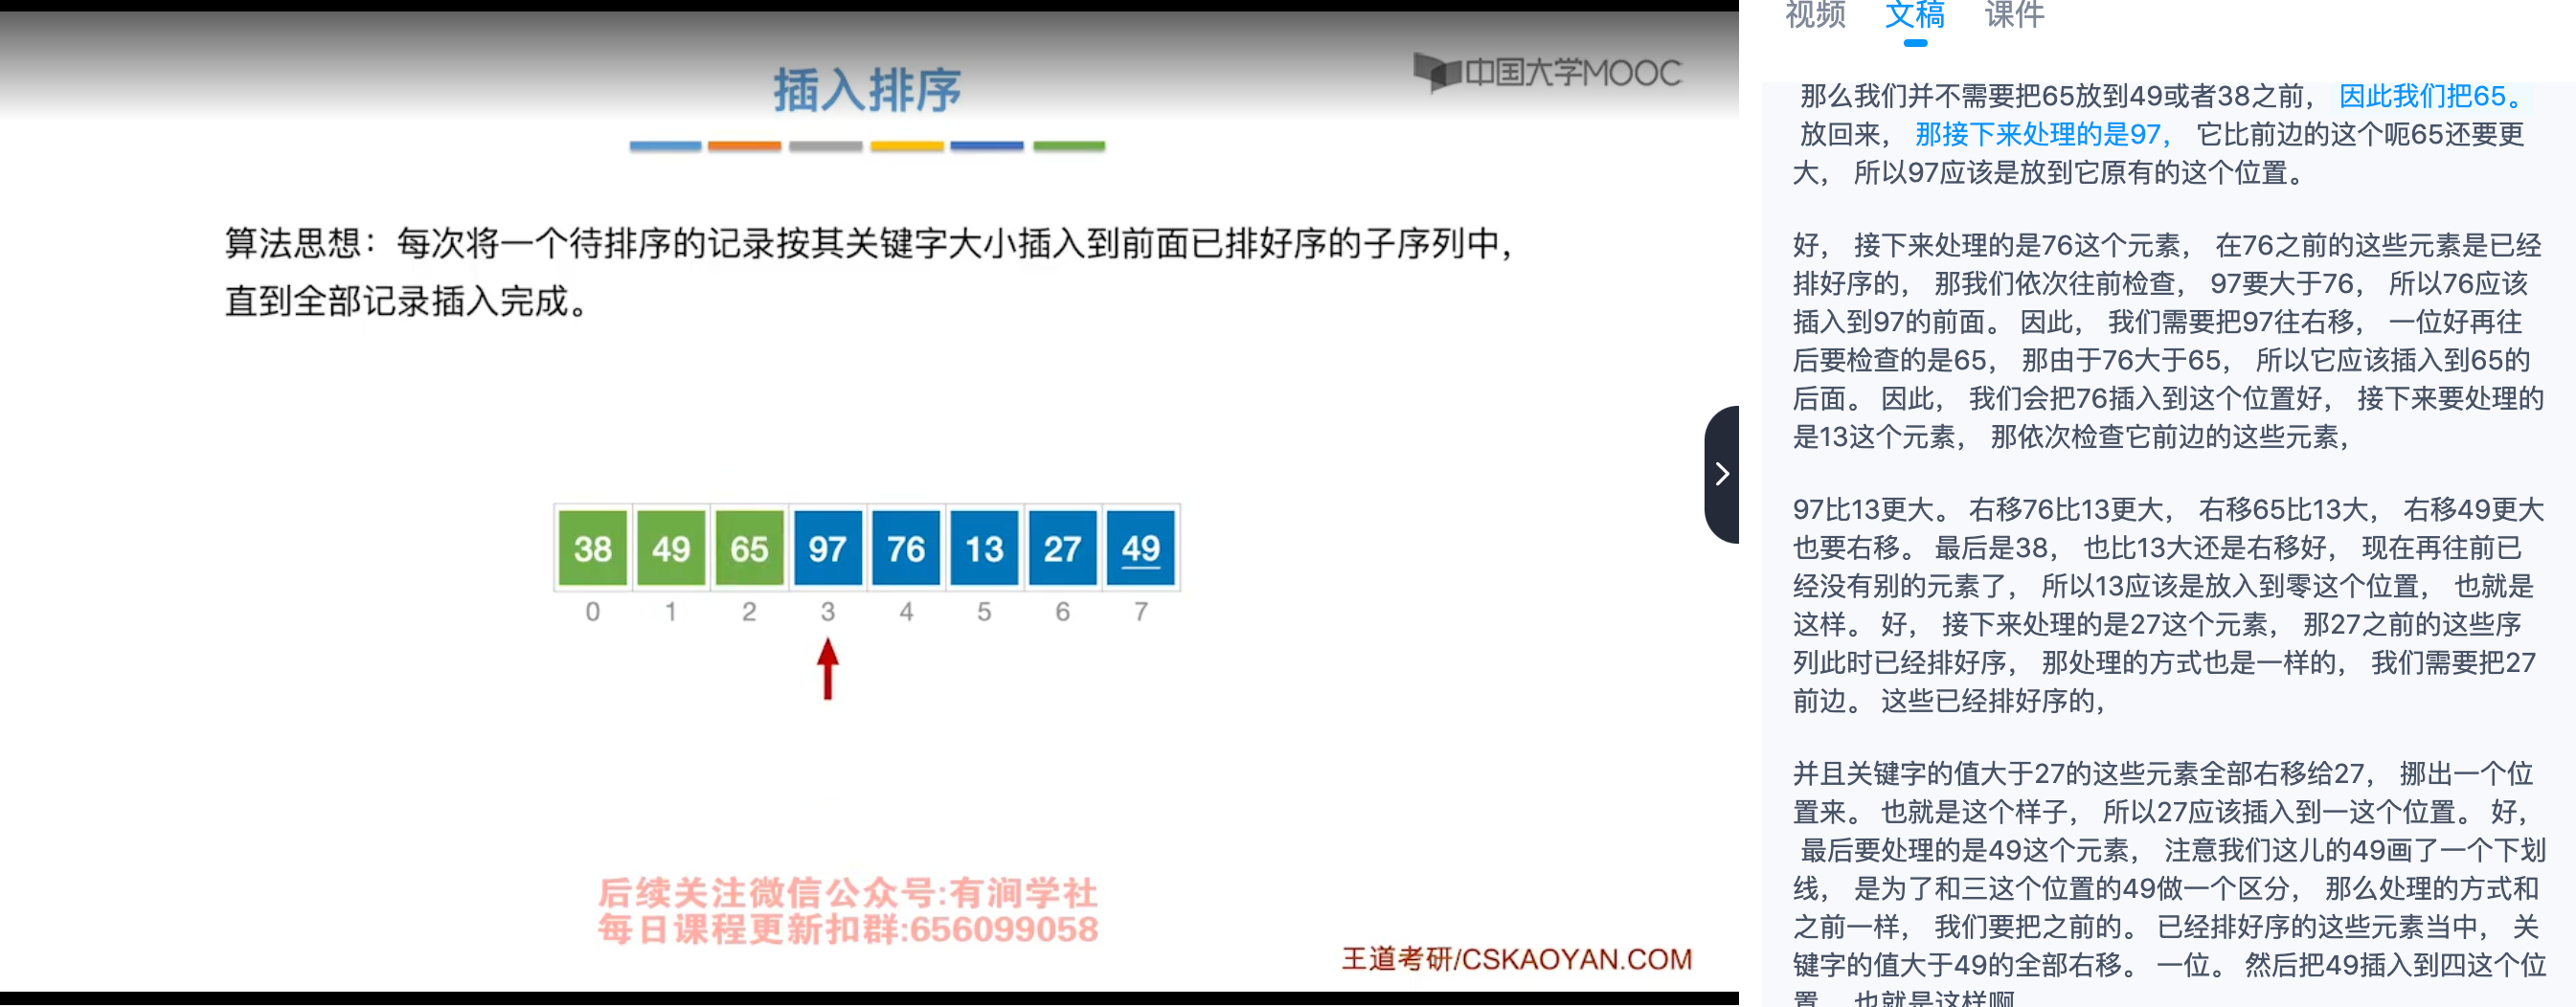 插入排序
中国大学MOOC
算法思想：每次将一个待排序的记录按其关键字大小插入到前面已排好序的子序列中，
直到全部记录插入完成。
38 49 65 97 76 13 27 49
0 1 2 3 4 5 6 7
后续关注微信公众号:有涧学社
每日课程更新扣群:656099058
王道考研/CSKAOYAN.COM
视频 文稿 课件
那么我们并不需要把65放到49或者38之前， 因此我们把65。
放回来， 那接下来处理的是97， 它比前边的这个呃65还要更
大， 所以97应该是放到它原有的这个位置。
好， 接下来处理的是76这个元素， 在76之前的这些元素是已经
排好序的， 那我们依次往前检查， 97要大于76， 所以76应该
插入到97的前面。 因此， 我们需要把97往右移， 一位好再往
后要检查的是65， 那由于76大于65， 所以它应该插入到65的
后面。 因此， 我们会把76插入到这个位置好， 接下来要处理的
是13这个元素， 那依次检查它前边的这些元素，
97比13更大。 右移76比13更大， 右移65比13大， 右移49更大
也要右移。 最后是38， 也比13大还是右移好， 现在再往前已
经没有别的元素了， 所以13应该是放入到零这个位置， 也就是
这样。 好， 接下来处理的是27这个元素， 那27之前的这些序
列此时已经排好序， 那处理的方式也是一样的， 我们需要把27
前边。 这些已经排好序的，
并且关键字的值大于27的这些元素全部右移给27， 挪出一个位
置来。 也就是这个样子， 所以27应该插入到一这个位置。 好，
最后要处理的是49这个元素， 注意我们这儿的49画了一个下划
线， 是为了和三这个位置的49做一个区分， 那么处理的方式和
之前一样， 我们要把之前的。 已经排好序的这些元素当中， 关
键字的值大于49的全部右移。 一位。 然后把49插入到四这个位
置， 也就是这样啊